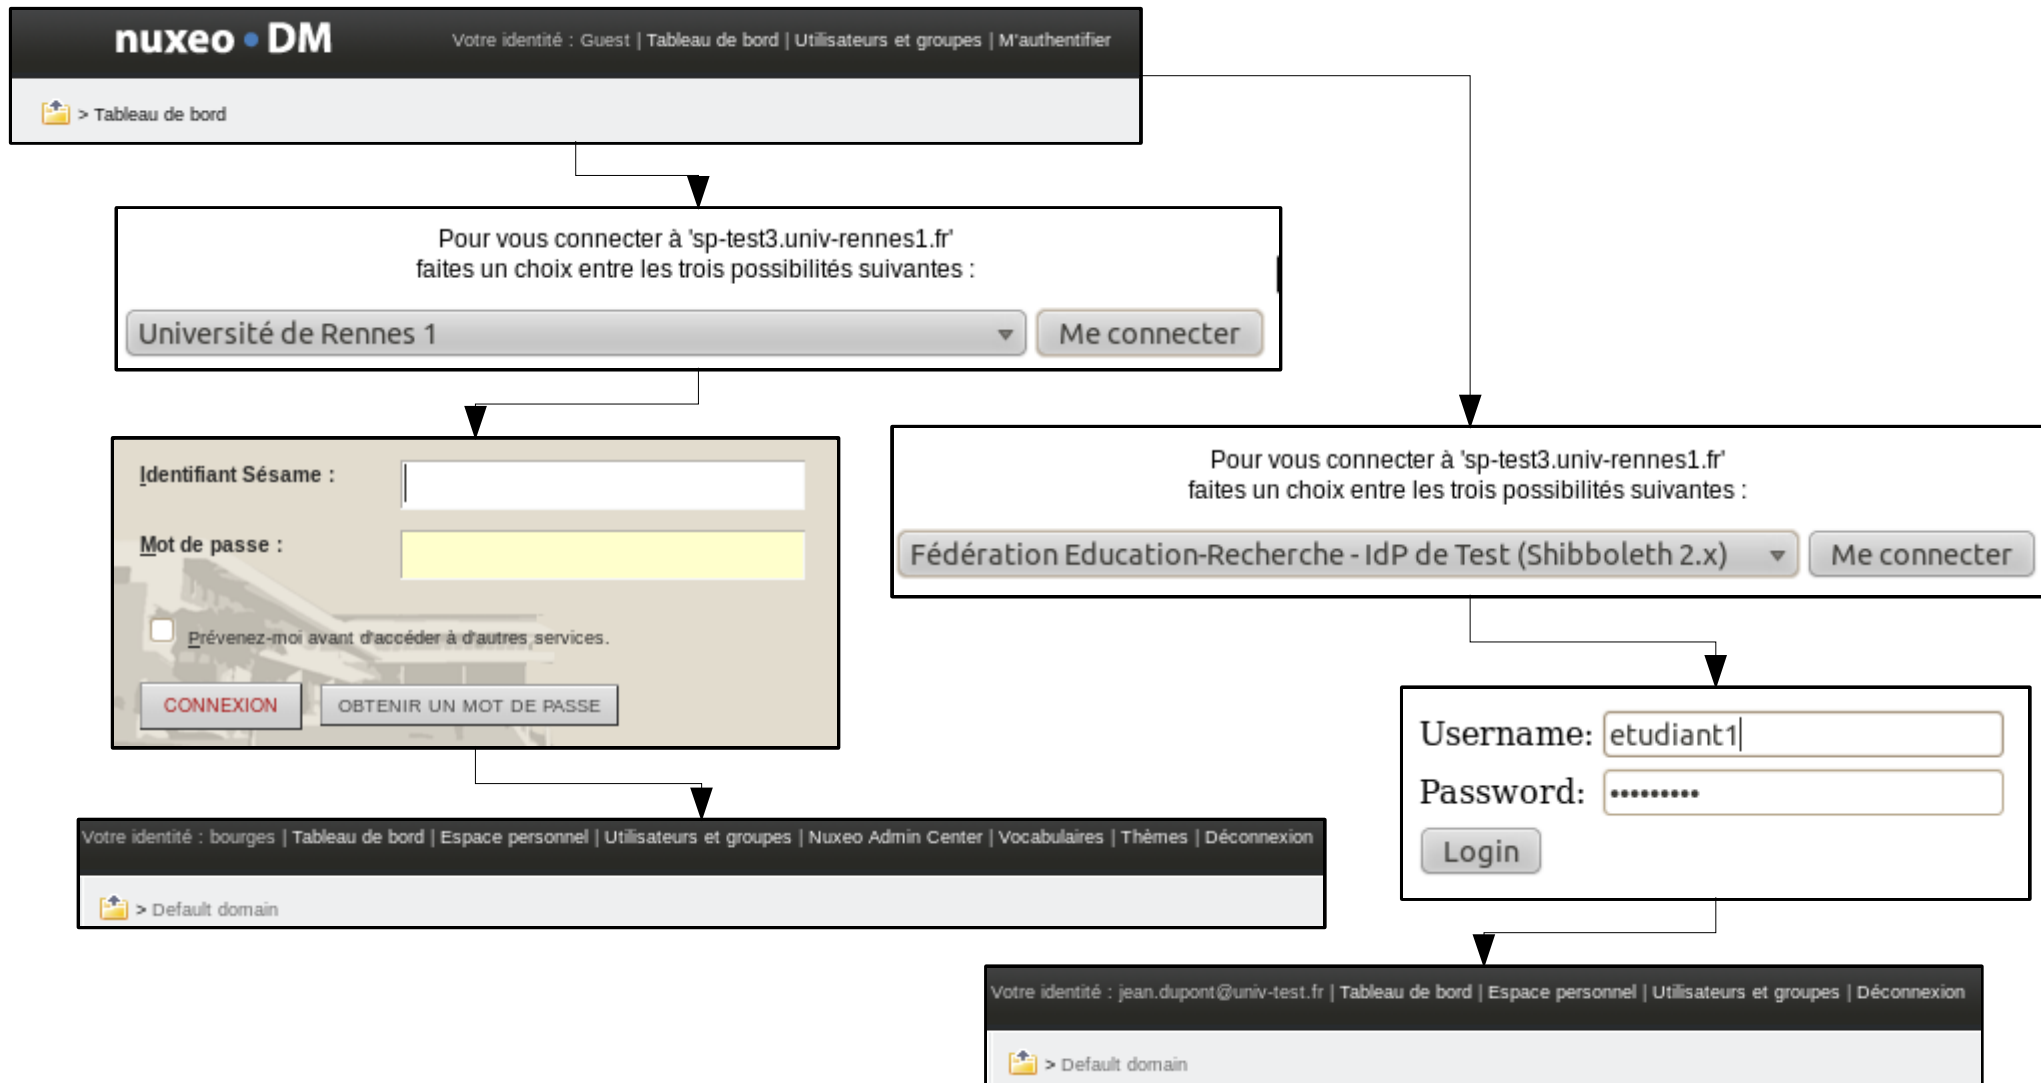 nuxeo • DM
Votre identité : Guest | Tableau de bord | Utilisateurs et groupes | M'authentifier
> Tableau de bord
Pour vous connecter à 'sp-test3.univ-rennes1.fr'
faites un choix entre les trois possibilités suivantes :
Université de Rennes 1
Me connecter
Identifiant Sésame :
Mot de passe :
Prévenez-moi avant d'accéder à d'autres services.
CONNEXION
OBTENIR UN MOT DE PASSE
Votre identité : bourges | Tableau de bord | Espace personnel | Utilisateurs et groupes | Nuxeo Admin Center | Vocabulaires | Thèmes | Déconnexion
> Default domain
Pour vous connecter à 'sp-test3.univ-rennes1.fr'
faites un choix entre les trois possibilités suivantes :
Fédération Education-Recherche - IdP de Test (Shibboleth 2.x)
Me connecter
Username: etudiant1
Password: •••••••••
Login
Votre identité : jean.dupont@univ-test.fr | Tableau de bord | Espace personnel | Utilisateurs et groupes | Déconnexion
> Default domain